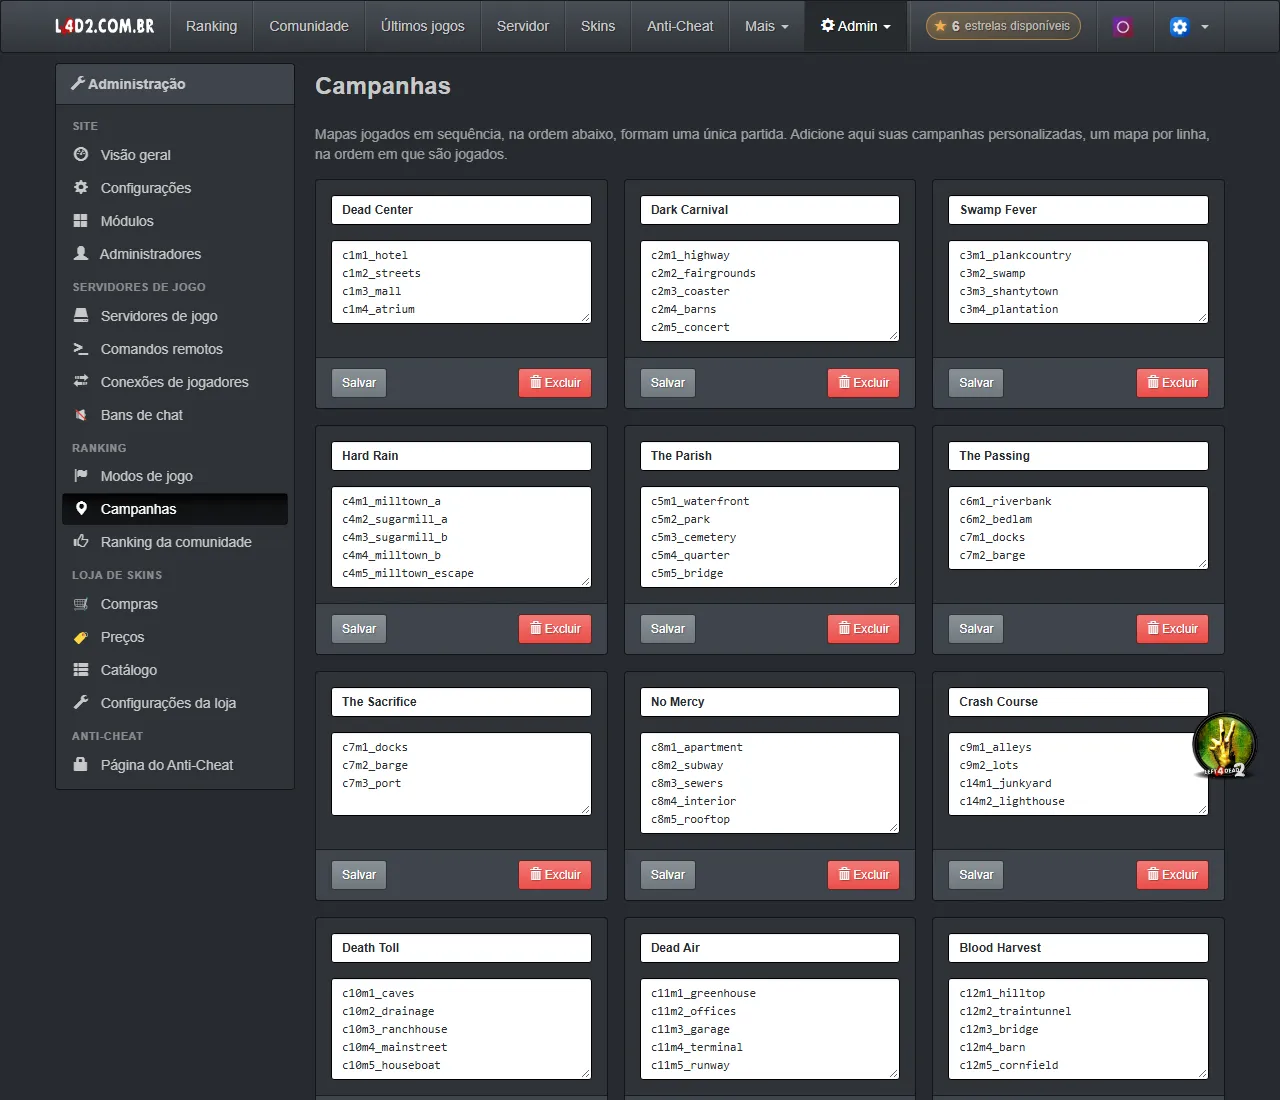 L4D2.COM.BR
Ranking
Comunidade
Últimos jogos
Servidor
Skins
Anti-Cheat
Mais
Admin
6 estrelas disponíveis
Administração
SITE
Visão geral
Configurações
Módulos
Administradores
SERVIDORES DE JOGO
Servidores de jogo
Comandos remotos
Conexões de jogadores
Bans de chat
RANKING
Modos de jogo
Campanhas
Ranking da comunidade
LOJA DE SKINS
Compras
Preços
Catálogo
Configurações da loja
ANTI-CHEAT
Página do Anti-Cheat
Campanhas
Mapas jogados em sequência, na ordem abaixo, formam uma única partida. Adicione aqui suas campanhas personalizadas, um mapa por linha,
na ordem em que são jogados.
Dead Center
c1m1_hotel
c1m2_streets
c1m3_mall
c1m4_atrium
Salvar
Excluir
Dark Carnival
c2m1_highway
c2m2_fairgrounds
c2m3_coaster
c2m4_barns
c2m5_concert
Salvar
Excluir
Swamp Fever
c3m1_plankcountry
c3m2_swamp
c3m3_shantytown
c3m4_plantation
Salvar
Excluir
Hard Rain
c4m1_milltown_a
c4m2_sugarmill_a
c4m3_sugarmill_b
c4m4_milltown_b
c4m5_milltown_escape
Salvar
Excluir
The Parish
c5m1_waterfront
c5m2_park
c5m3_cemetery
c5m4_quarter
c5m5_bridge
Salvar
Excluir
The Passing
c6m1_riverbank
c6m2_bedlam
c7m1_docks
c7m2_barge
Salvar
Excluir
The Sacrifice
c7m1_docks
c7m2_barge
c7m3_port
Salvar
Excluir
No Mercy
c8m1_apartment
c8m2_subway
c8m3_sewers
c8m4_interior
c8m5_rooftop
Salvar
Excluir
Crash Course
c9m1_alleys
c9m2_lots
c14m1_junkyard
c14m2_lighthouse
Salvar
Excluir
LEFT 4 DEAD 2
Death Toll
c10m1_caves
c10m2_drainage
c10m3_ranchhouse
c10m4_mainstreet
c10m5_houseboat
Dead Air
c11m1_greenhouse
c11m2_offices
c11m3_garage
c11m4_terminal
c11m5_runway
Blood Harvest
c12m1_hilltop
c12m2_traintunnel
c12m3_bridge
c12m4_barn
c12m5_cornfield